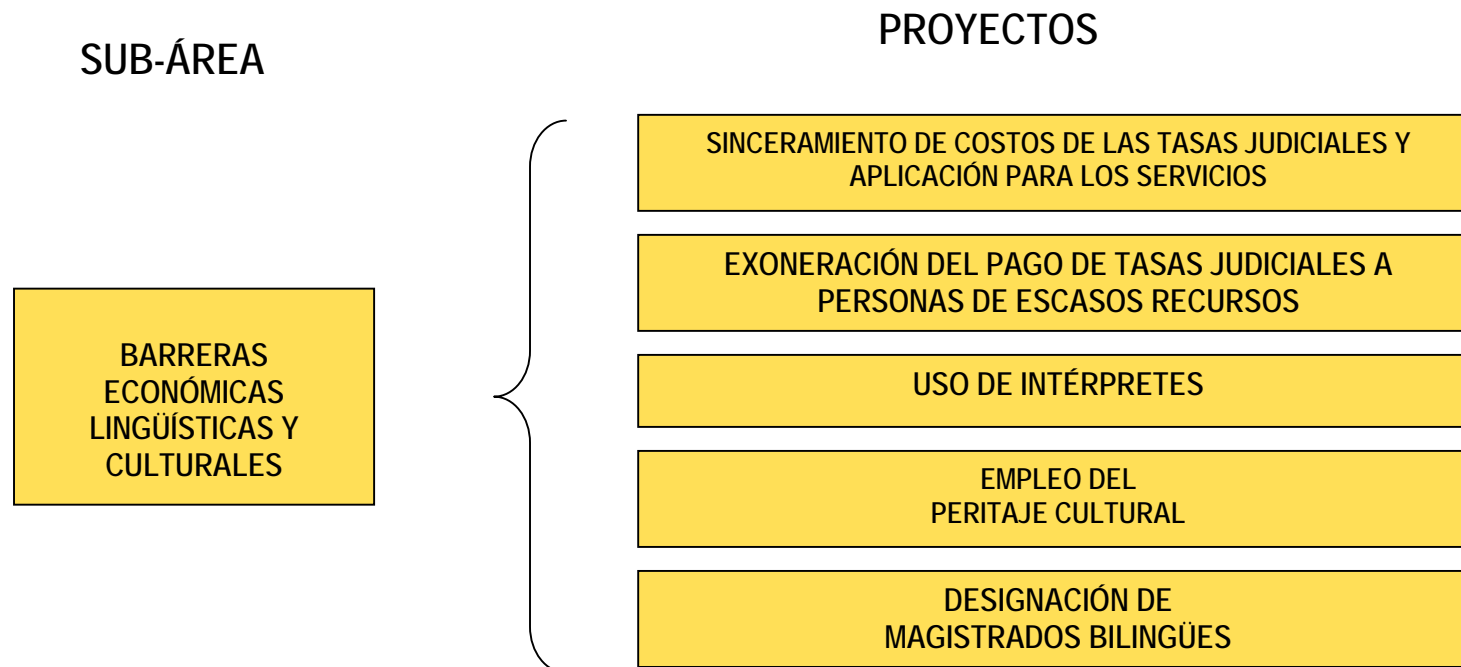 SUB-ÁREA
PROYECTOS
BARRERAS
ECONÓMICAS
LINGÜÍSTICAS Y
CULTURALES
SINCERAMIENTO DE COSTOS DE LAS TASAS JUDICIALES Y
APLICACIÓN PARA LOS SERVICIOS
EXONERACIÓN DEL PAGO DE TASAS JUDICIALES A
PERSONAS DE ESCASOS RECURSOS
USO DE INTÉRPRETES
EMPLEO DEL
PERITAJE CULTURAL
DESIGNACIÓN DE
MAGISTRADOS BILINGÜES